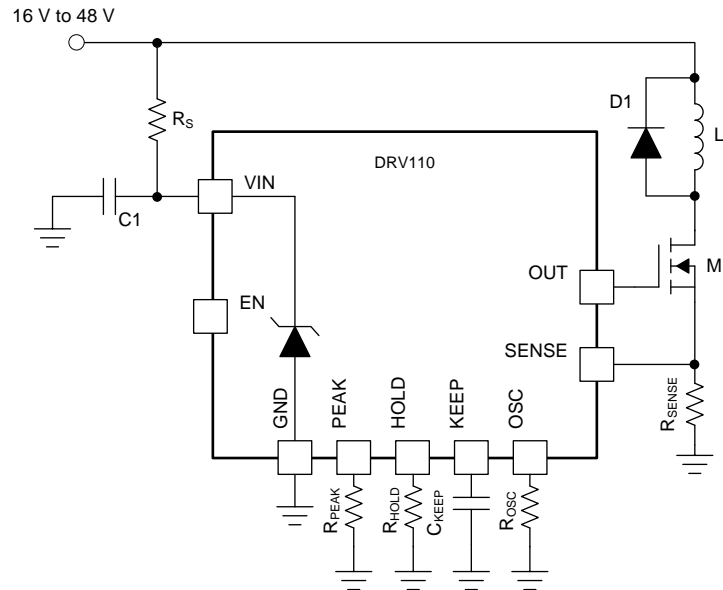 16 V to 48 V
D1
L
RS
DRV110
VIN
C1
OUT
M
EN
SENSE
GND
PEAK
HOLD
KEEP
OSC
RSENSE
RPEAK
RHOLD
CKEEP
ROSC